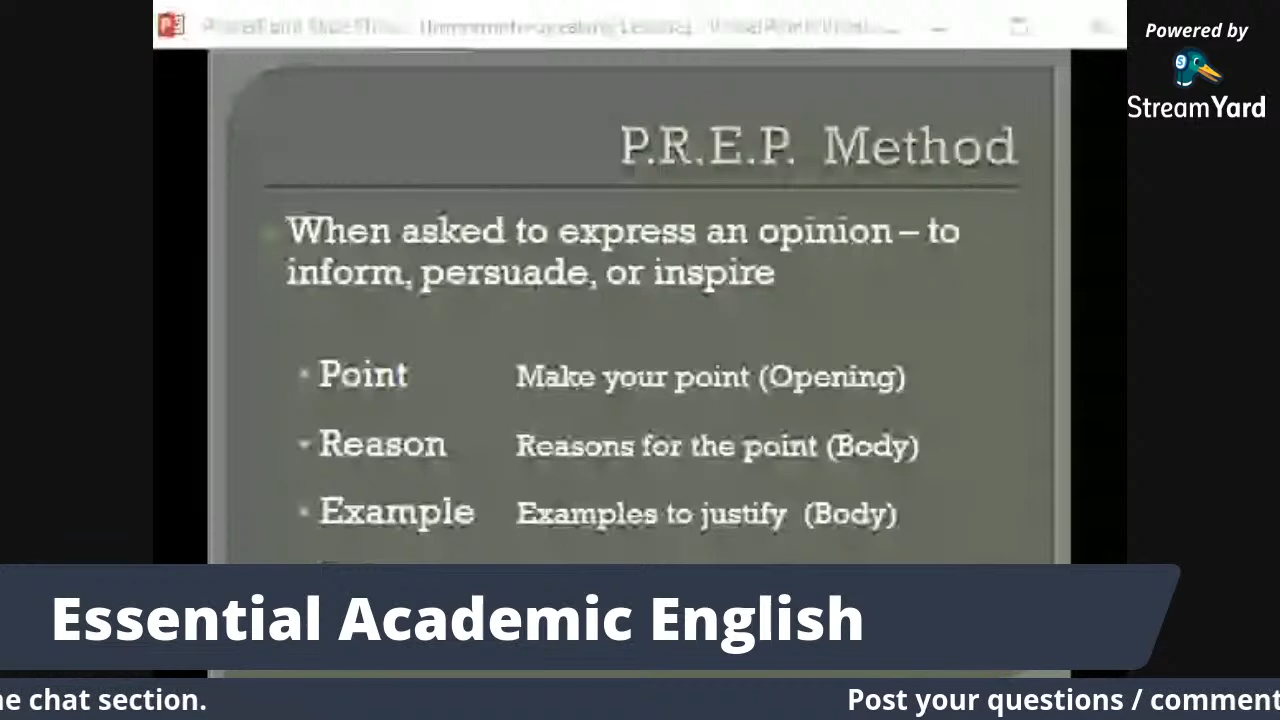 Powered by
StreamYard
P.R.E.P. Method
When asked to express an opinion – to
inform, persuade, or inspire
Point Make your point (Opening)
Reason Reasons for the point (Body)
Example Examples to justify (Body)
Essential Academic English
he chat section. Post your questions / comment